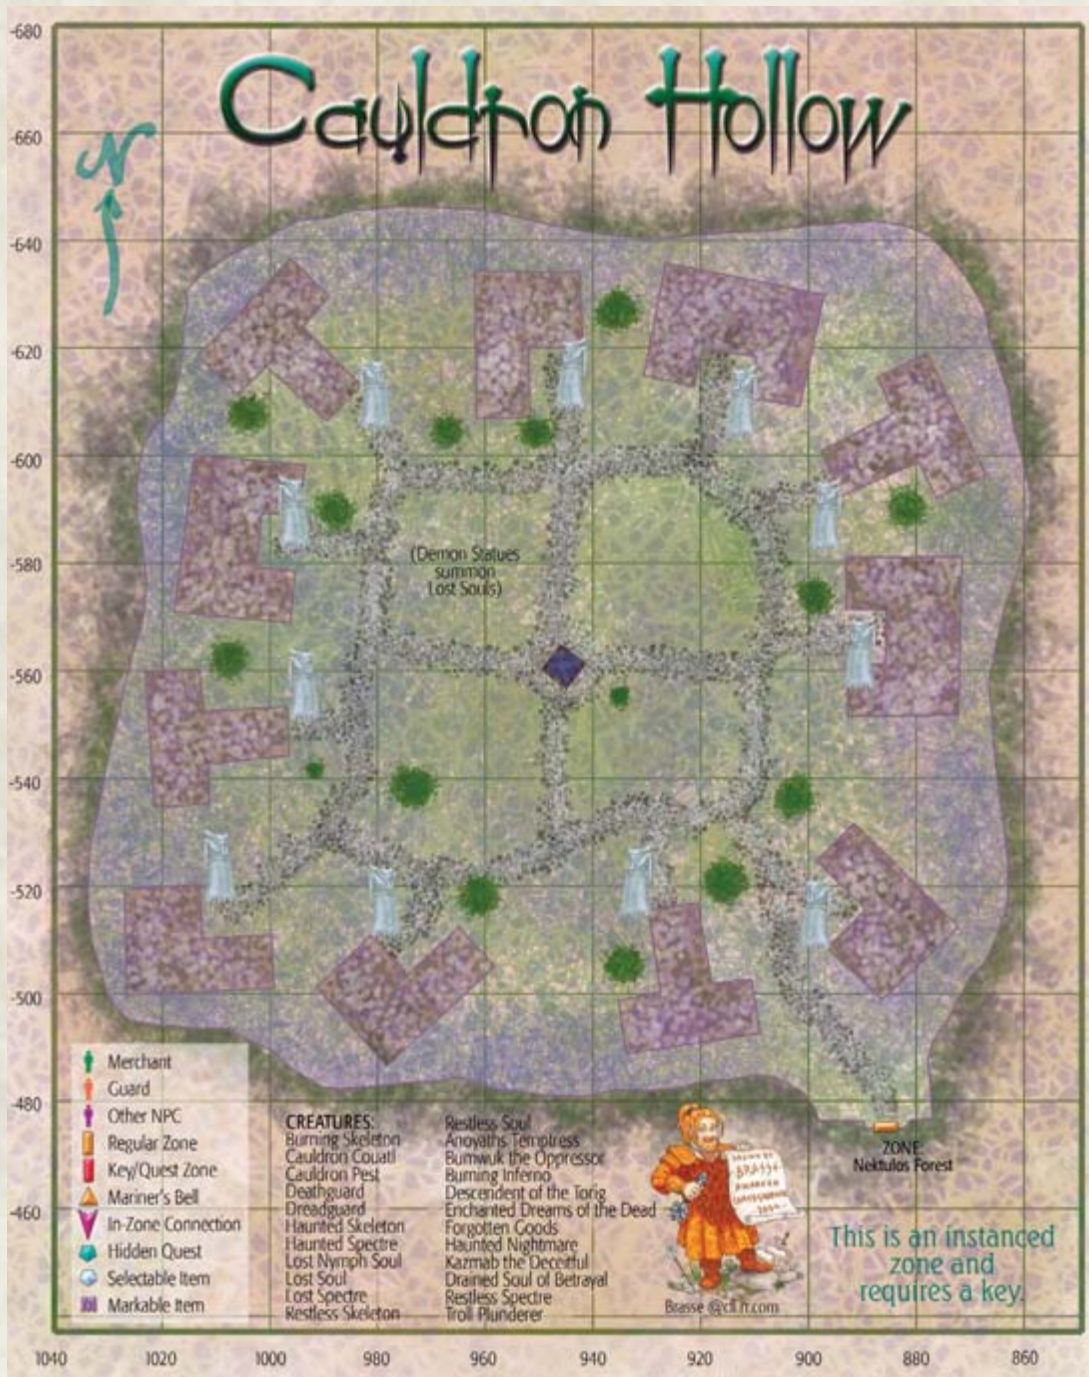 Cauldron Hollow
N
-680
-660
-640
-620
-600
-580
-560
-540
-520
-500
-480
-460
(Demon Statues
summon
Lost Souls)
Merchant
Guard
Other NPC
Regular Zone
Key/Quest Zone
Mariner's Bell
In-Zone Connection
Hidden Quest
Selectable Item
Markable Item
CREATURES:
Burning Skeleton
Cauldron Couatl
Cauldron Pest
Deathguard
Dreadguard
Haunted Skeleton
Haunted Spectre
Lost Nymph Soul
Lost Soul
Lost Spectre
Restless Skeleton
Restless Soul
Anoyaths Temptress
Bumwuk the Oppressor
Burning Inferno
Descendent of the Torig
Enchanted Dreams of the Dead
Forgotten Goods
Haunted Nightmare
Kazmab the Deceitful
Drained Soul of Betrayal
Restless Spectre
Troll Plunderer
DRAWN BY
BRASSE
Brasse @cl.rr.com
ZONE:
Nektulos Forest
This is an instanced
zone and
requires a key.
1040 1020 1000 980 960 940 920 900 880 860